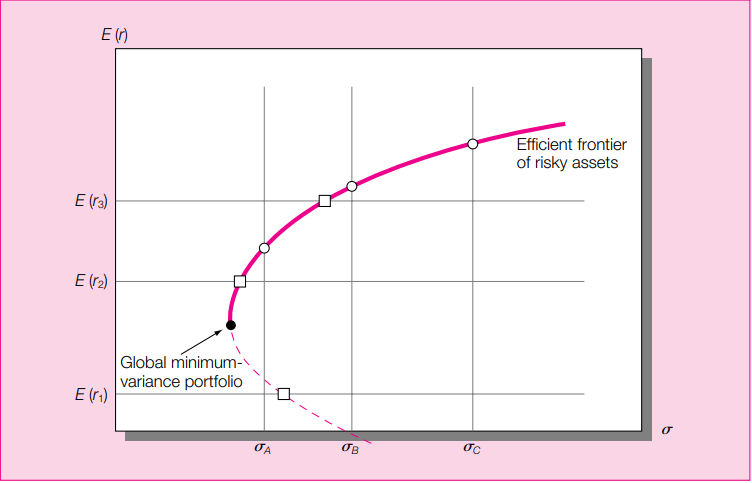 E (r)
Efficient frontier
of risky assets
E (r₃)
E (r₂)
Global minimum-
variance portfolio
E (r₁)
σ
σA
σB
σC